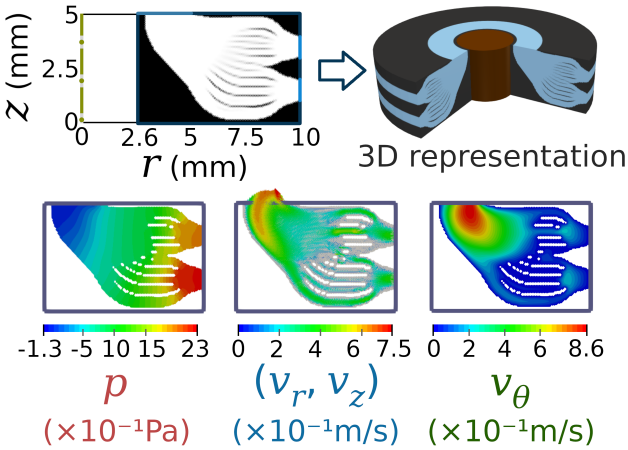 5
2.5
0
z (mm)
0 2.6 5 7.5 10
r (mm)
3D representation
-1.3 -5 10 15 23
0 2 4 6 7.5
0 2 4 6 8.6
p
(vᵣ, v_z)
v_θ
(×10⁻¹Pa)
(×10⁻¹m/s)
(×10⁻¹m/s)